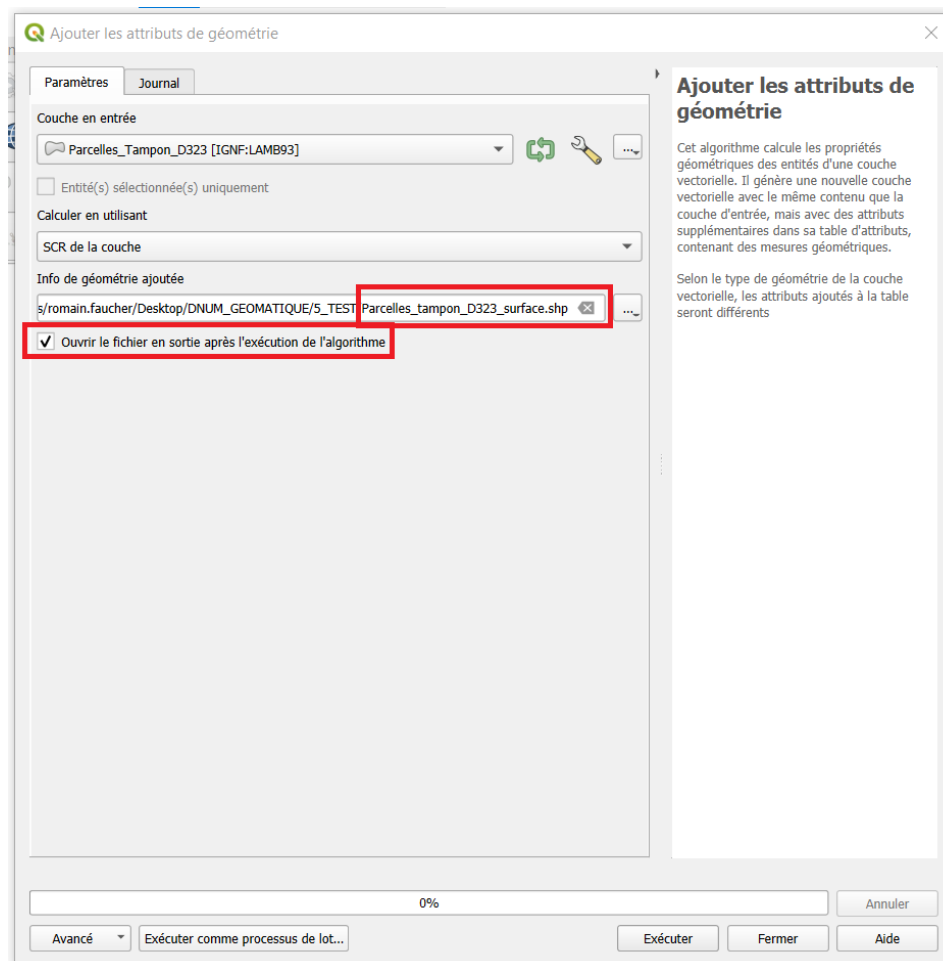 Ajouter les attributs de géométrie
Paramètres
Journal
Couche en entrée
Parcelles_Tampon_D323 [IGNF:LAMB93]
...
Entité(s) sélectionnée(s) uniquement
Calculer en utilisant
SCR de la couche
Info de géométrie ajoutée
s/romain.faucher/Desktop/DNUM_GEOMATIQUE/5_TEST Parcelles_tampon_D323_surface.shp
...
Ouvrir le fichier en sortie après l'exécution de l'algorithme
Ajouter les attributs de
géométrie
Cet algorithme calcule les propriétés
géométriques des entités d'une couche
vectorielle. Il génère une nouvelle couche
vectorielle avec le même contenu que la
couche d'entrée, mais avec des attributs
supplémentaires dans sa table d'attributs,
contenant des mesures géométriques.
Selon le type de géométrie de la couche
vectorielle, les attributs ajoutés à la table
seront différents
0%
Annuler
Avancé
Exécuter comme processus de lot...
Exécuter
Fermer
Aide